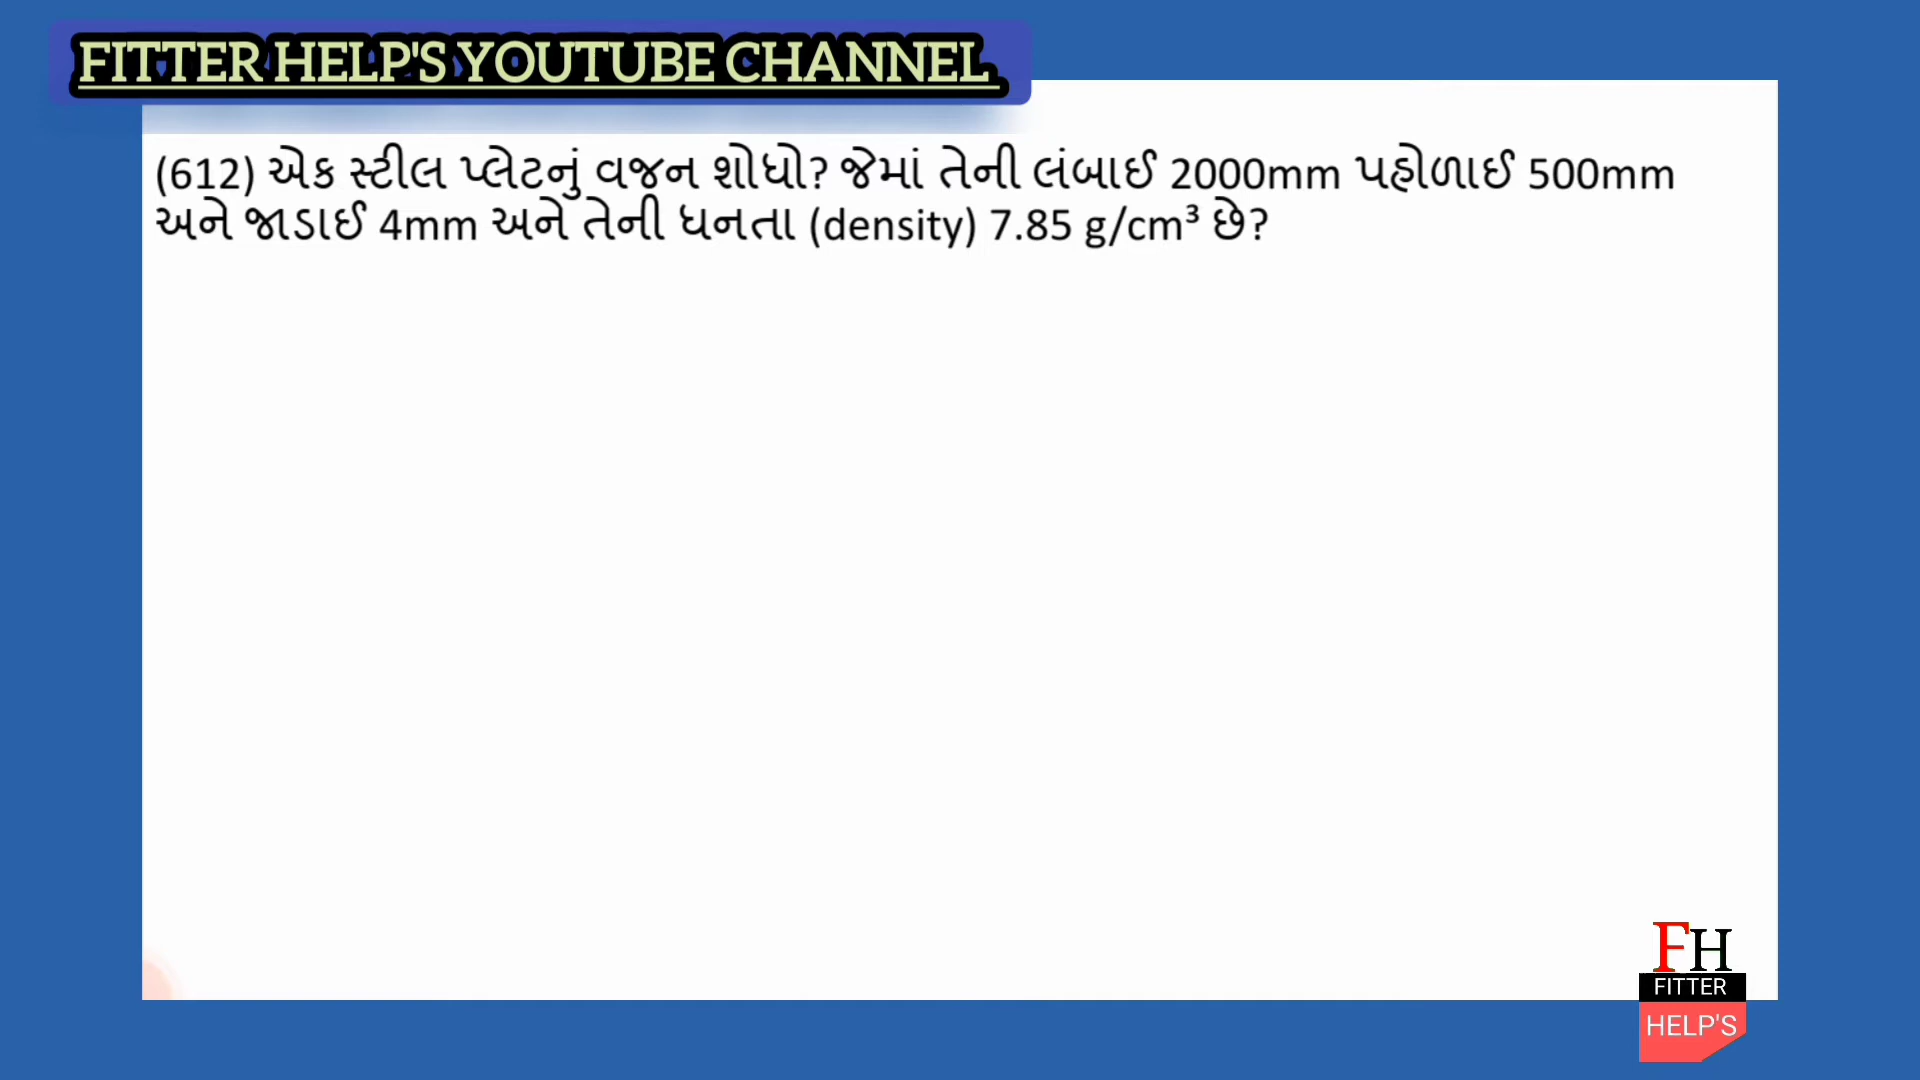 FITTER HELP'S YOUTUBE CHANNEL
(612) એક સ્ટીલ પ્લેટનું વજન શોધો? જેમાં તેની લંબાઈ 2000mm પહોળાઈ 500mm
અને જાડાઈ 4mm અને તેની ધનતા (density) 7.85 g/cm³ છે?
FH
FITTER
HELP'S